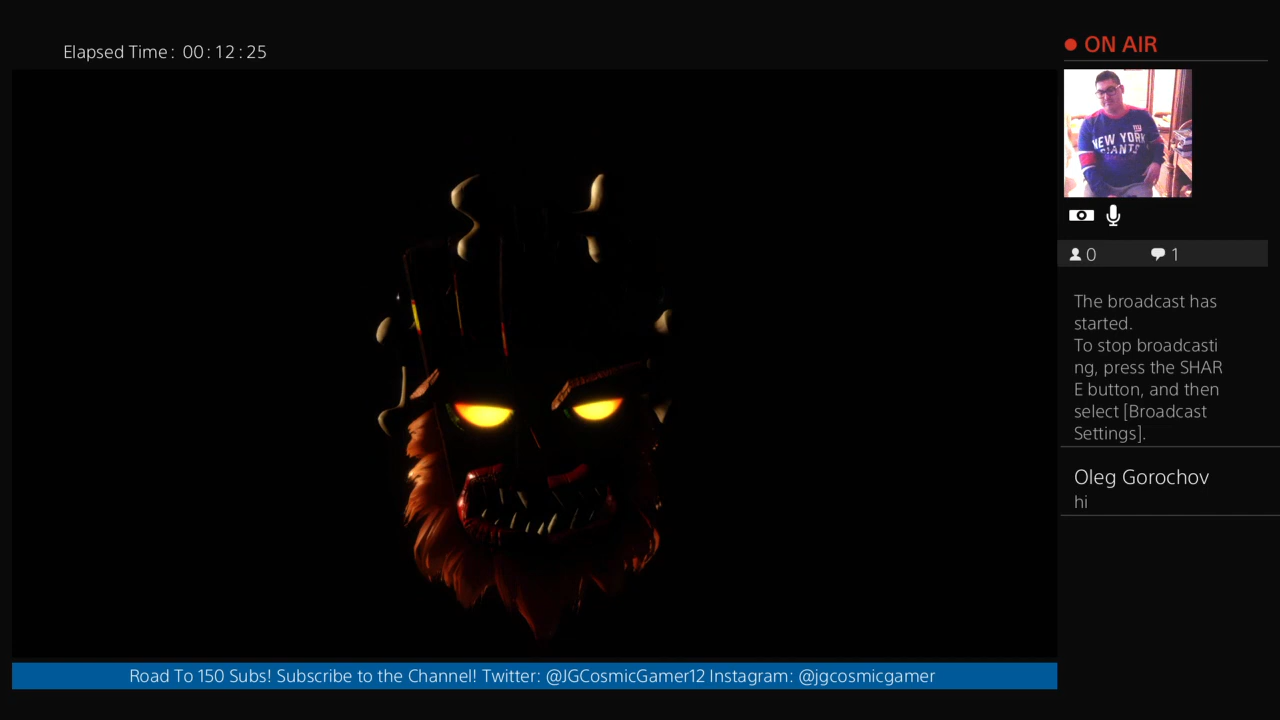 Elapsed Time: 00:12:25
ON AIR
NEW YORK
GIANTS
0
1
The broadcast has
started.
To stop broadcasti
ng, press the SHAR
E button, and then
select [Broadcast
Settings].
Oleg Gorochov
hi
Road To 150 Subs! Subscribe to the Channel! Twitter: @JGCosmicGamer12 Instagram: @jgcosmicgamer